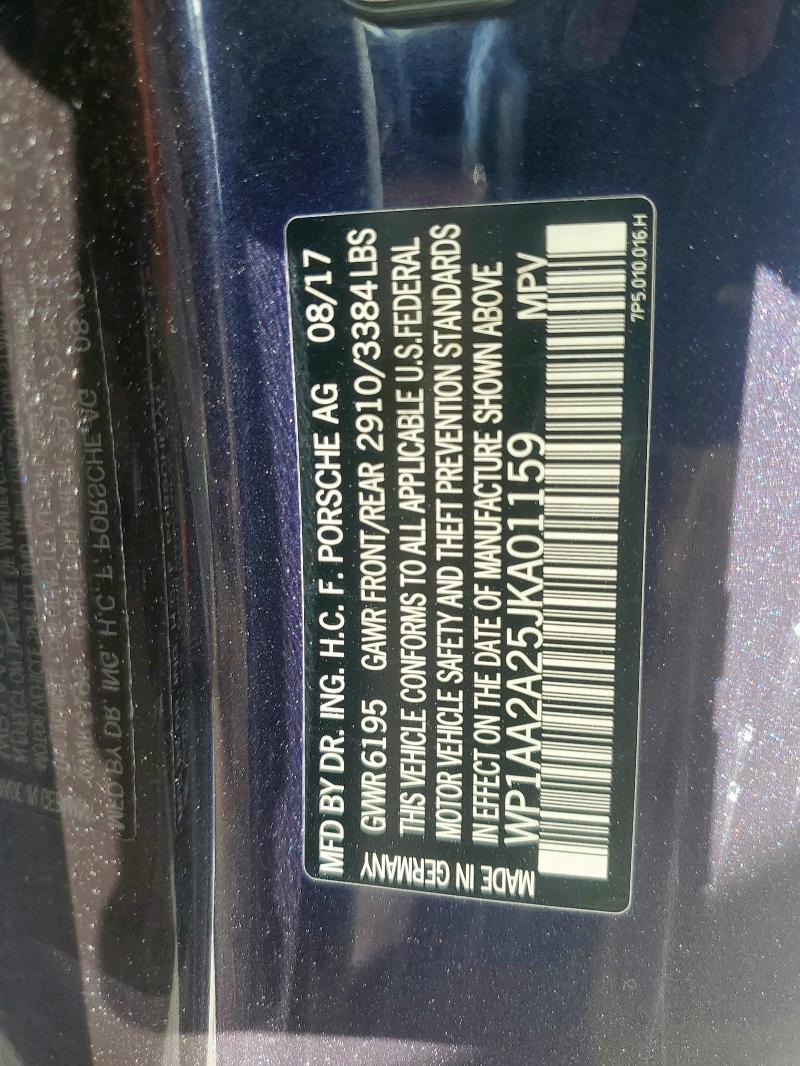 MFD BY DR. ING. H.C. F. PORSCHE AG 08/17
GVWR 6195 GAWR FRONT/REAR 2910/3384 LBS
THIS VEHICLE CONFORMS TO ALL APPLICABLE U.S. FEDERAL
MOTOR VEHICLE SAFETY AND THEFT PREVENTION STANDARDS
IN EFFECT ON THE DATE OF MANUFACTURE SHOWN ABOVE
WP1AA2A25JKA01159 MPV
MADE IN GERMANY
7P5.010.016.H